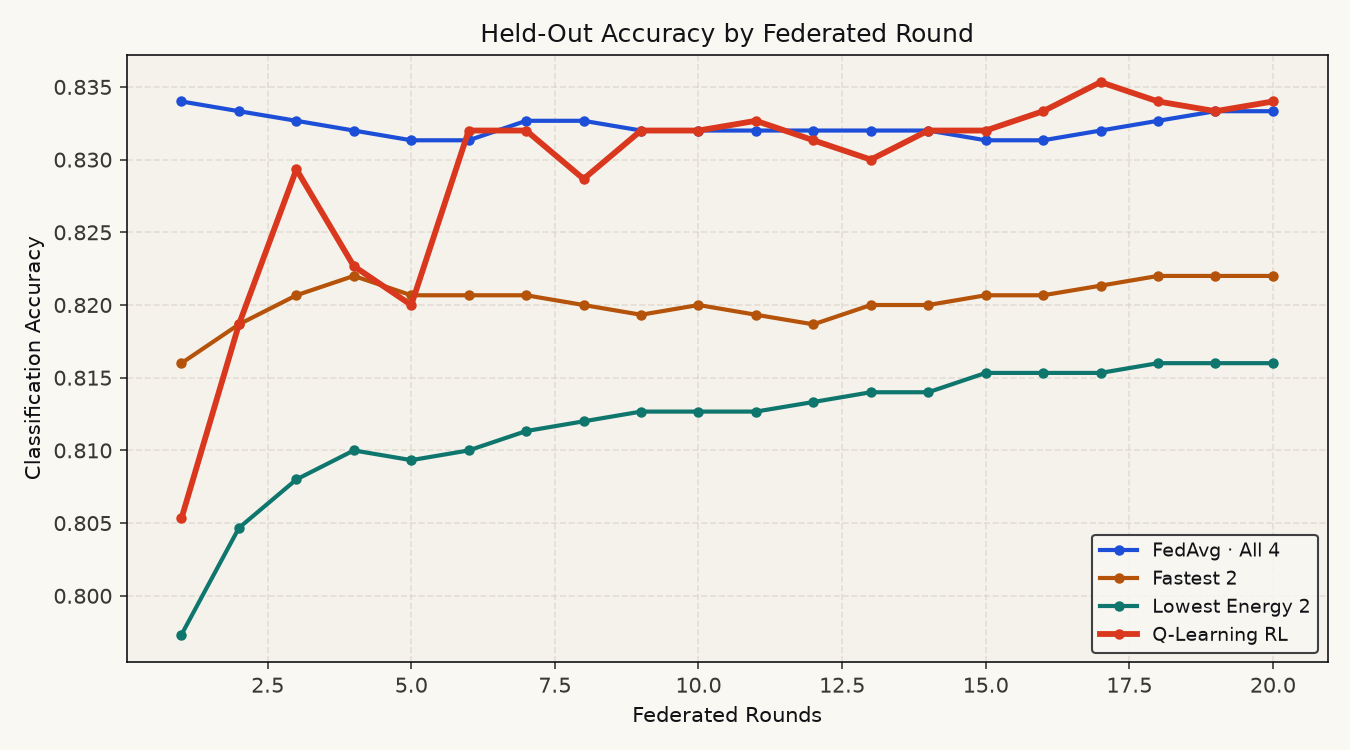 Held-Out Accuracy by Federated Round
Classification Accuracy
0.835
0.830
0.825
0.820
0.815
0.810
0.805
0.800
FedAvg · All 4
Fastest 2
Lowest Energy 2
Q-Learning RL
2.5 5.0 7.5 10.0 12.5 15.0 17.5 20.0
Federated Rounds